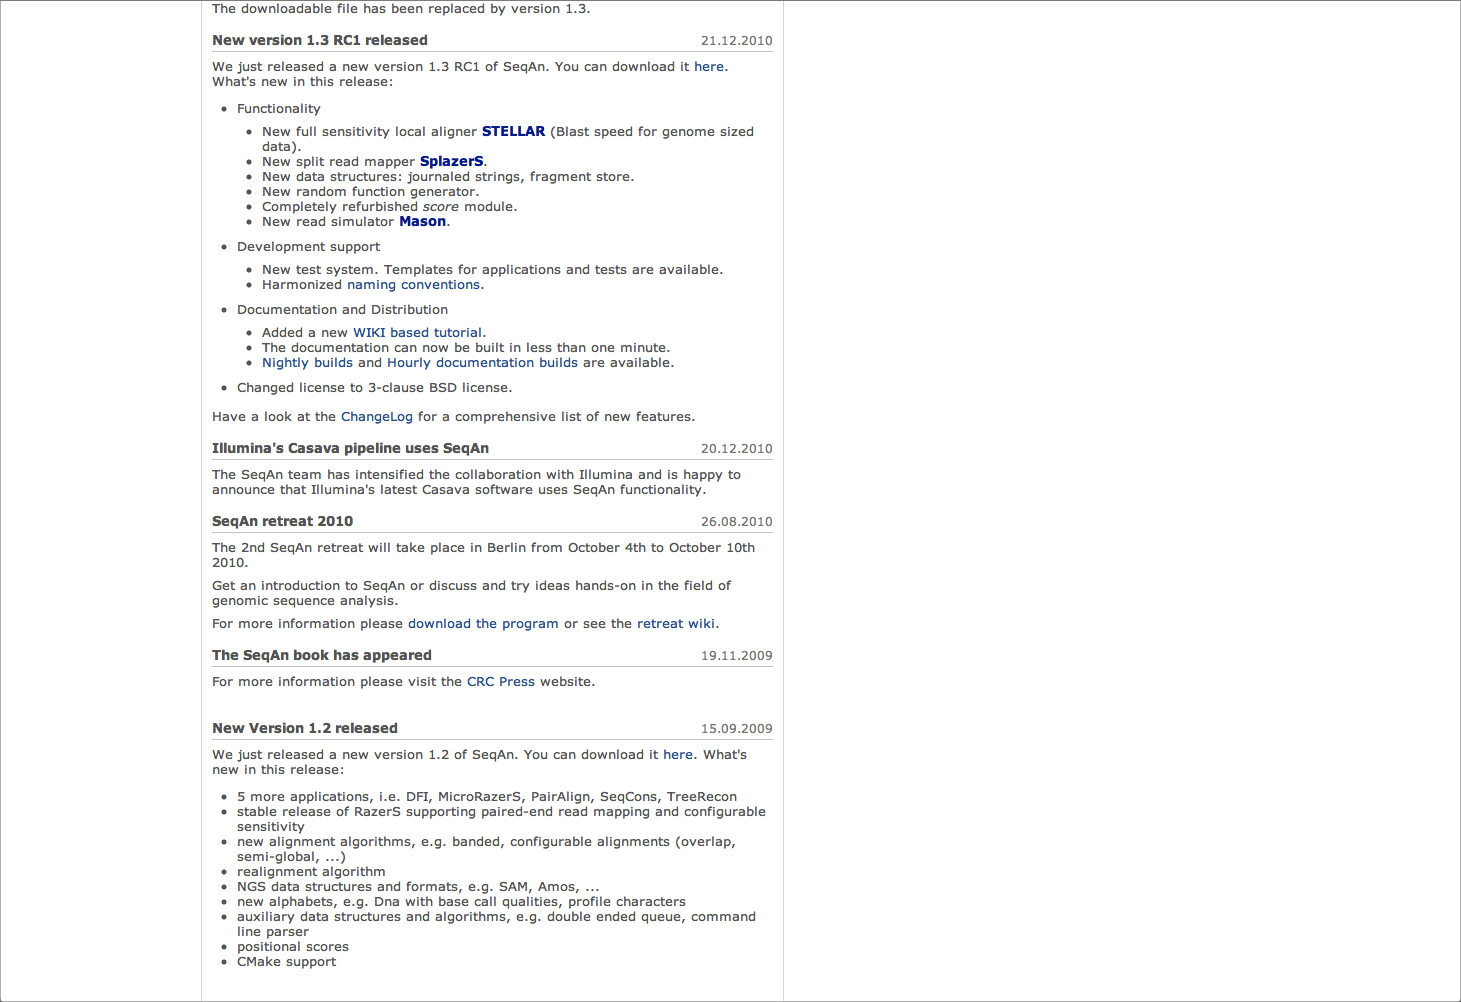 The downloadable file has been replaced by version 1.3.
New version 1.3 RC1 released 21.12.2010
We just released a new version 1.3 RC1 of SeqAn. You can download it here.
What's new in this release:
• Functionality
• New full sensitivity local aligner STELLAR (Blast speed for genome sized
data).
• New split read mapper SplazerS.
• New data structures: journaled strings, fragment store.
• New random function generator.
• Completely refurbished score module.
• New read simulator Mason.
• Development support
• New test system. Templates for applications and tests are available.
• Harmonized naming conventions.
• Documentation and Distribution
• Added a new WIKI based tutorial.
• The documentation can now be built in less than one minute.
• Nightly builds and Hourly documentation builds are available.
• Changed license to 3-clause BSD license.
Have a look at the ChangeLog for a comprehensive list of new features.
Illumina's Casava pipeline uses SeqAn 20.12.2010
The SeqAn team has intensified the collaboration with Illumina and is happy to
announce that Illumina's latest Casava software uses SeqAn functionality.
SeqAn retreat 2010 26.08.2010
The 2nd SeqAn retreat will take place in Berlin from October 4th to October 10th
2010.
Get an introduction to SeqAn or discuss and try ideas hands-on in the field of
genomic sequence analysis.
For more information please download the program or see the retreat wiki.
The SeqAn book has appeared 19.11.2009
For more information please visit the CRC Press website.
New Version 1.2 released 15.09.2009
We just released a new version 1.2 of SeqAn. You can download it here. What's
new in this release:
• 5 more applications, i.e. DFI, MicroRazerS, PairAlign, SeqCons, TreeRecon
• stable release of RazerS supporting paired-end read mapping and configurable
sensitivity
• new alignment algorithms, e.g. banded, configurable alignments (overlap,
semi-global, ...)
• realignment algorithm
• NGS data structures and formats, e.g. SAM, Amos, ...
• new alphabets, e.g. Dna with base call qualities, profile characters
• auxiliary data structures and algorithms, e.g. double ended queue, command
line parser
• positional scores
• CMake support